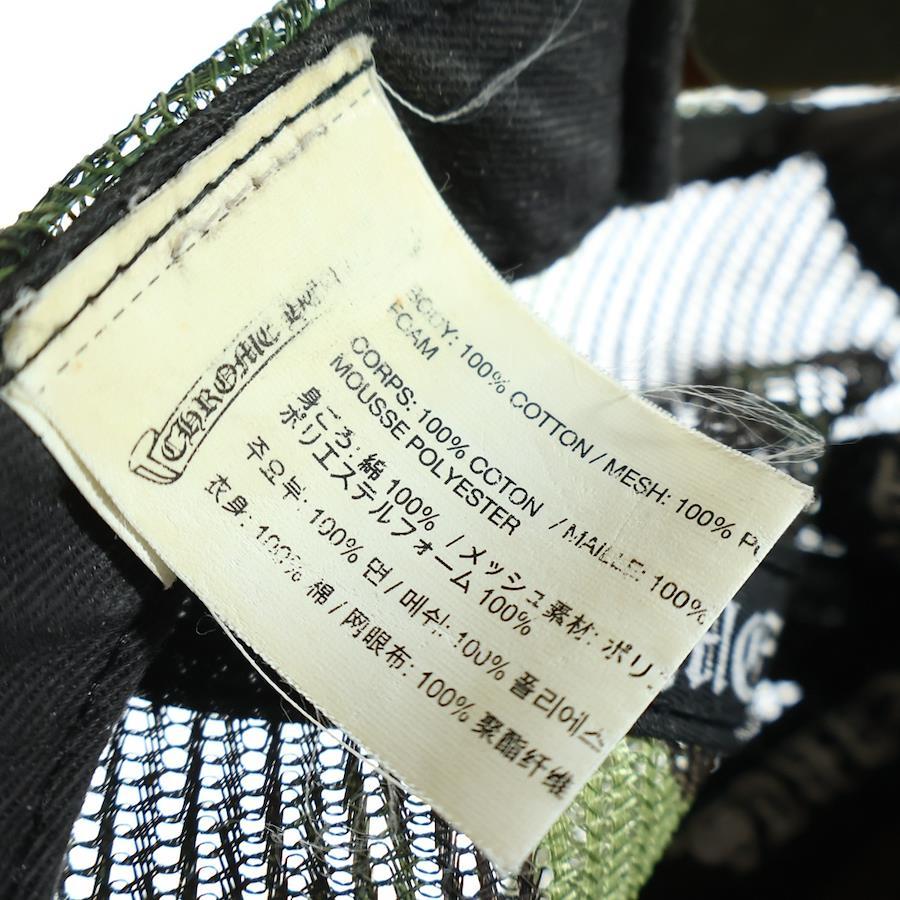 CHROME
BODY: 100% COTTON / MESH: 100%
FOAM
CORPS: 100% COTON / MAILLE: 100%
MOUSSE POLYESTER
身ごろ: 綿 100% / メッシュ素材: ポリ
ポリエステルフォーム 100%
주요부: 100% 면 / 매쉬: 100% 폴리에스
衣身: 100% 綿 / 网眼布: 100% 聚酯纤维